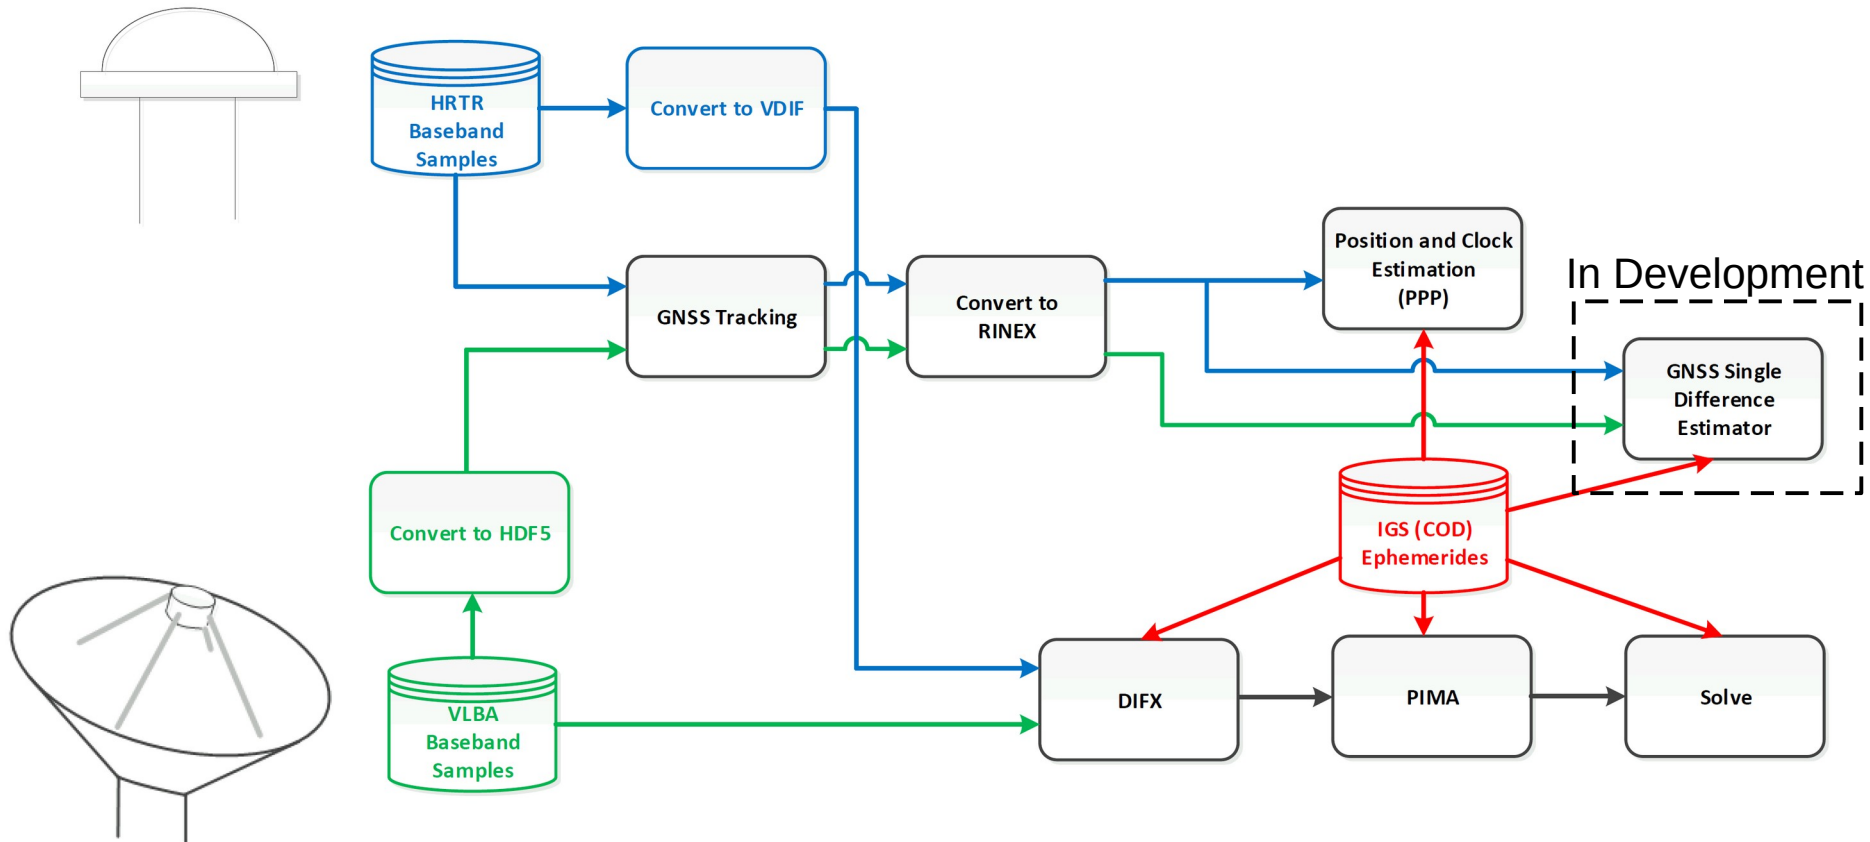 HRTR
Baseband
Samples
Convert to VDIF
Position and Clock
Estimation
(PPP)
In Development
GNSS Tracking
Convert to
RINEX
GNSS Single
Difference
Estimator
Convert to HDF5
IGS (COD)
Ephemerides
VLBA
Baseband
Samples
DIFX
PIMA
Solve